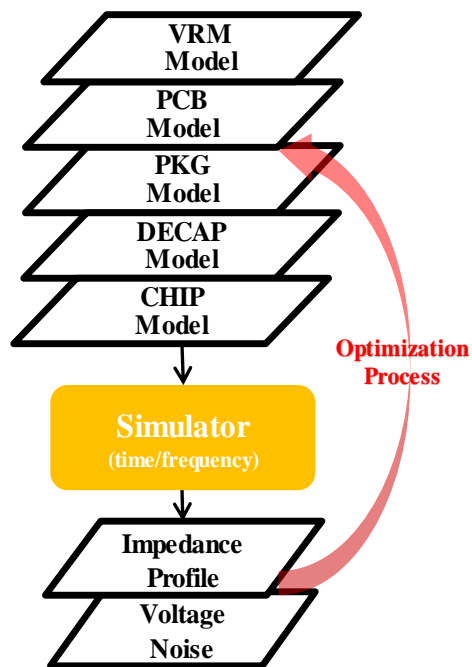 VRM
Model
PCB
Model
PKG
Model
DECAP
Model
CHIP
Model
Optimization
Process
Simulator
(time/frequency)
Impedance
Profile
Voltage
Noise